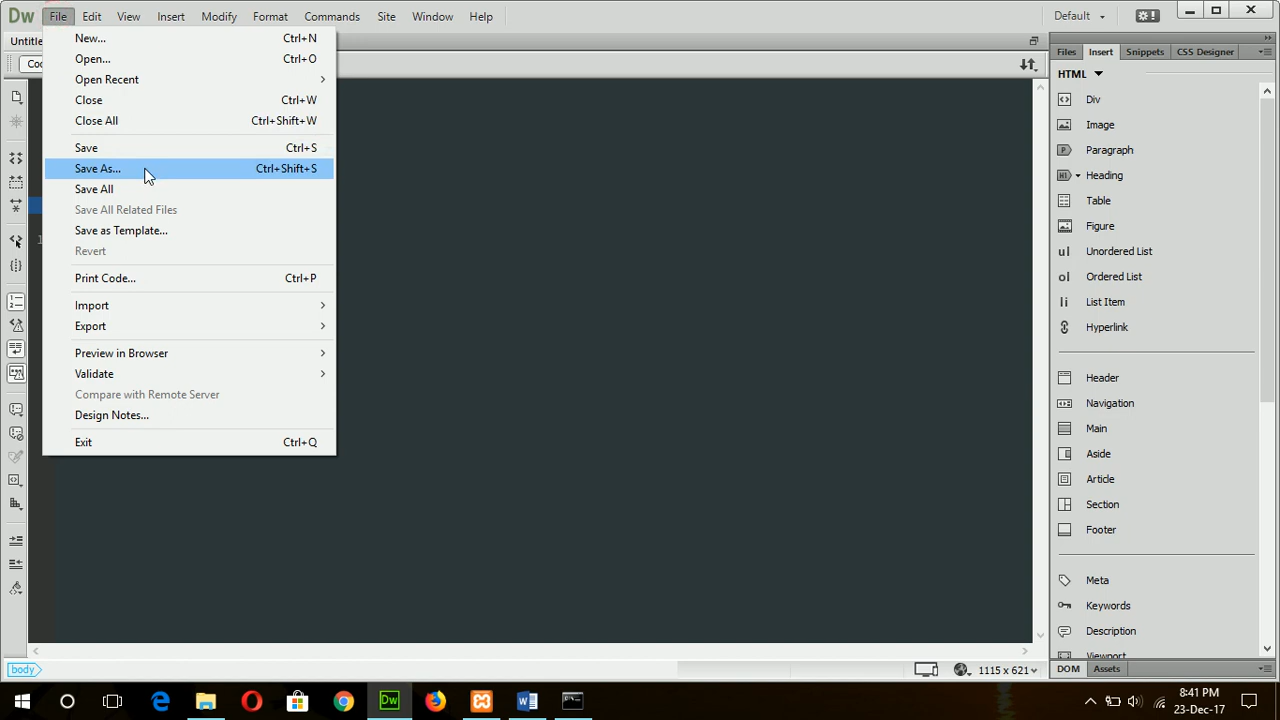 Dw File Edit View Insert Modify Format Commands Site Window Help Default
New... Ctrl+N
Open... Ctrl+O
Open Recent
Close Ctrl+W
Close All Ctrl+Shift+W
Save Ctrl+S
Save As... Ctrl+Shift+S
Save All
Save All Related Files
Save as Template...
Revert
Print Code... Ctrl+P
Import
Export
Preview in Browser
Validate
Compare with Remote Server
Design Notes...
Exit Ctrl+Q
Files Insert Snippets CSS Designer
HTML
Div
Image
Paragraph
Heading
Table
Figure
ul Unordered List
ol Ordered List
li List Item
Hyperlink
Header
Navigation
Main
Aside
Article
Section
Footer
Meta
Keywords
Description
Viewport
body 1115 x 621 DOM Assets
Dw W 8:41 PM
23-Dec-17